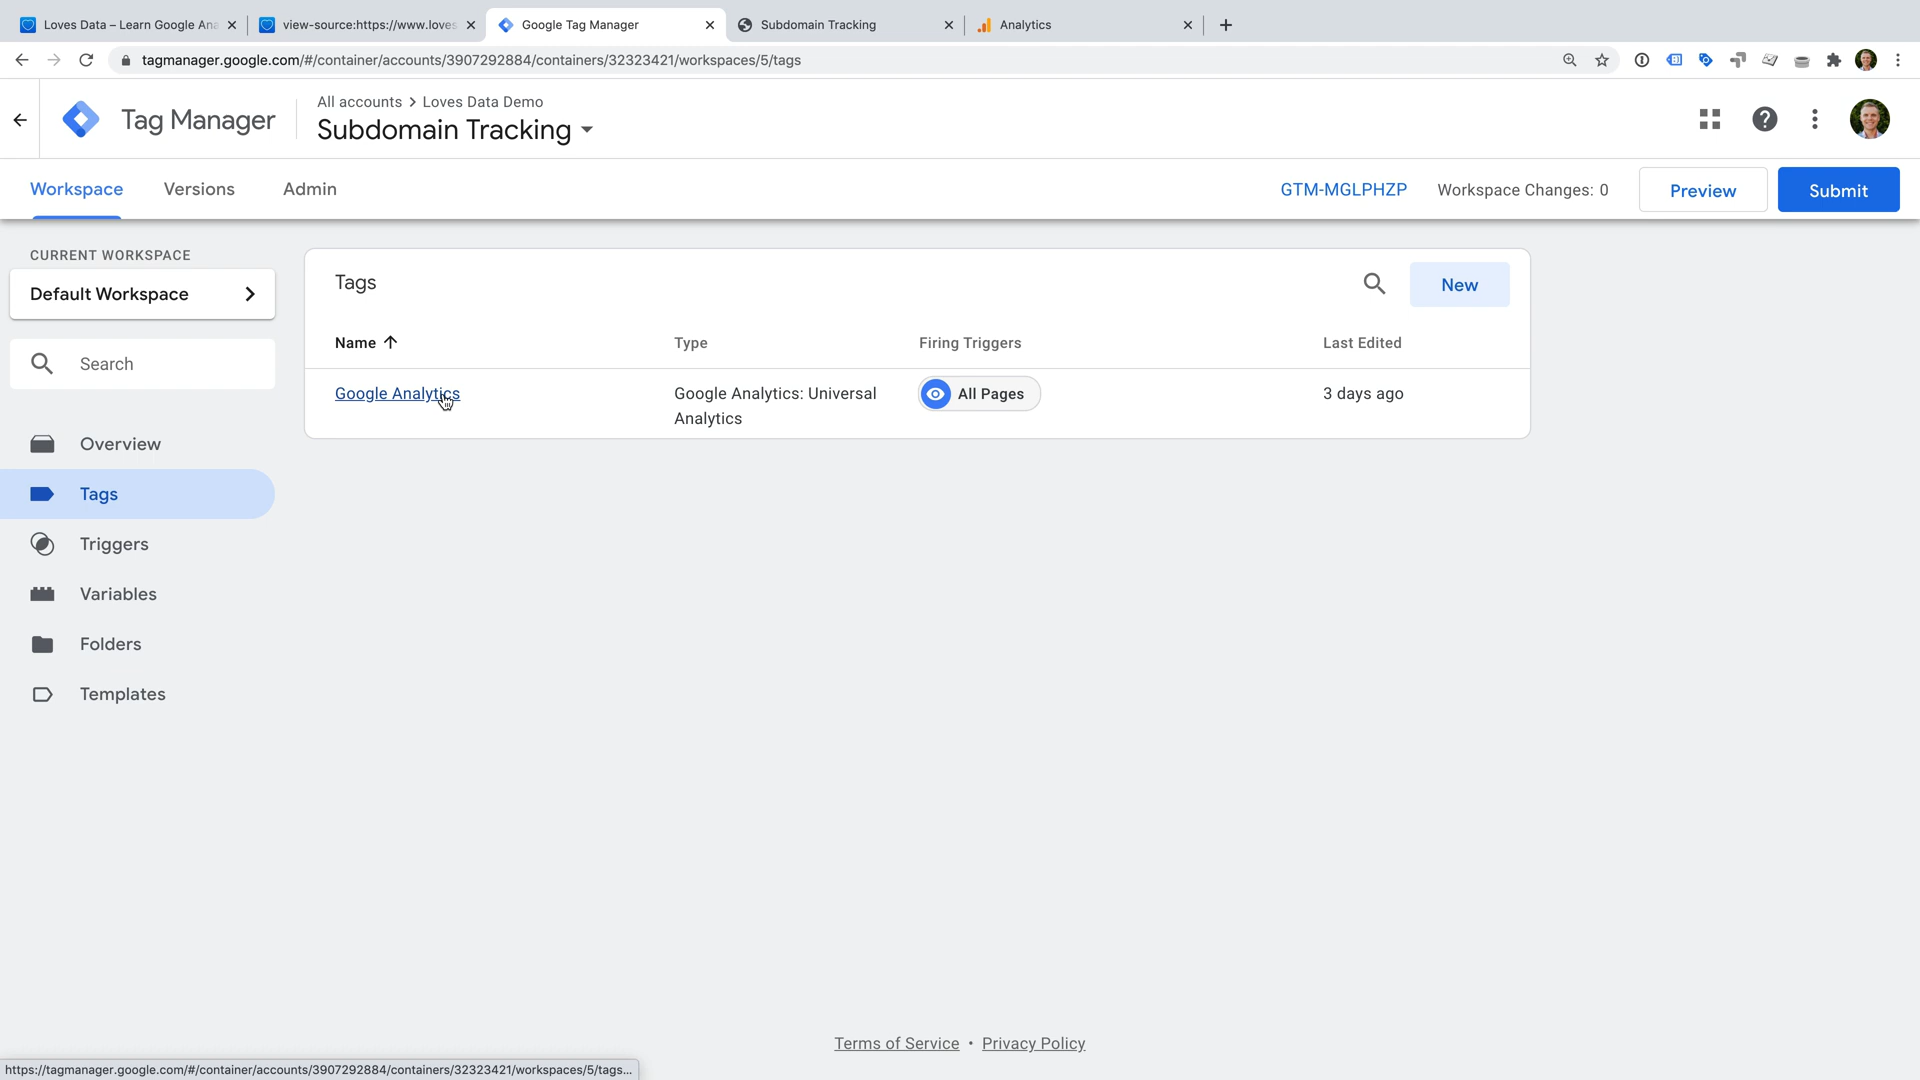 Loves Data – Learn Google Ana
view-source:https://www.loves
Google Tag Manager
Subdomain Tracking
Analytics
tagmanager.google.com/#/container/accounts/3907292884/containers/32323421/workspaces/5/tags
Tag Manager
All accounts > Loves Data Demo
Subdomain Tracking
Workspace
Versions
Admin
GTM-MGLPHZP
Workspace Changes: 0
Preview
Submit
CURRENT WORKSPACE
Default Workspace
Search
Overview
Tags
Triggers
Variables
Folders
Templates
Tags
New
Name
Type
Firing Triggers
Last Edited
Google Analytics
Google Analytics: Universal
Analytics
All Pages
3 days ago
Terms of Service • Privacy Policy
https://tagmanager.google.com/#/container/accounts/3907292884/containers/32323421/workspaces/5/tags...